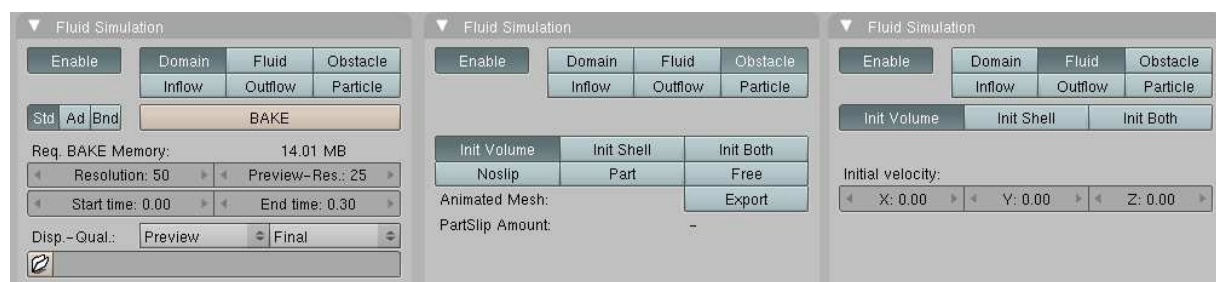 Fluid Simulation
Enable Domain Fluid Obstacle
Inflow Outflow Particle
Std Ad Bnd BAKE
Req. BAKE Memory: 14.01 MB
Resolution: 50 Preview-Res.: 25
Start time: 0.00 End time: 0.30
Disp.-Qual.: Preview Final
Fluid Simulation
Enable Domain Fluid Obstacle
Inflow Outflow Particle
Init Volume Init Shell Init Both
Noslip Part Free
Animated Mesh: Export
PartSlip Amount: -
Fluid Simulation
Enable Domain Fluid Obstacle
Inflow Outflow Particle
Init Volume Init Shell Init Both
Initial velocity:
X: 0.00 Y: 0.00 Z: 0.00